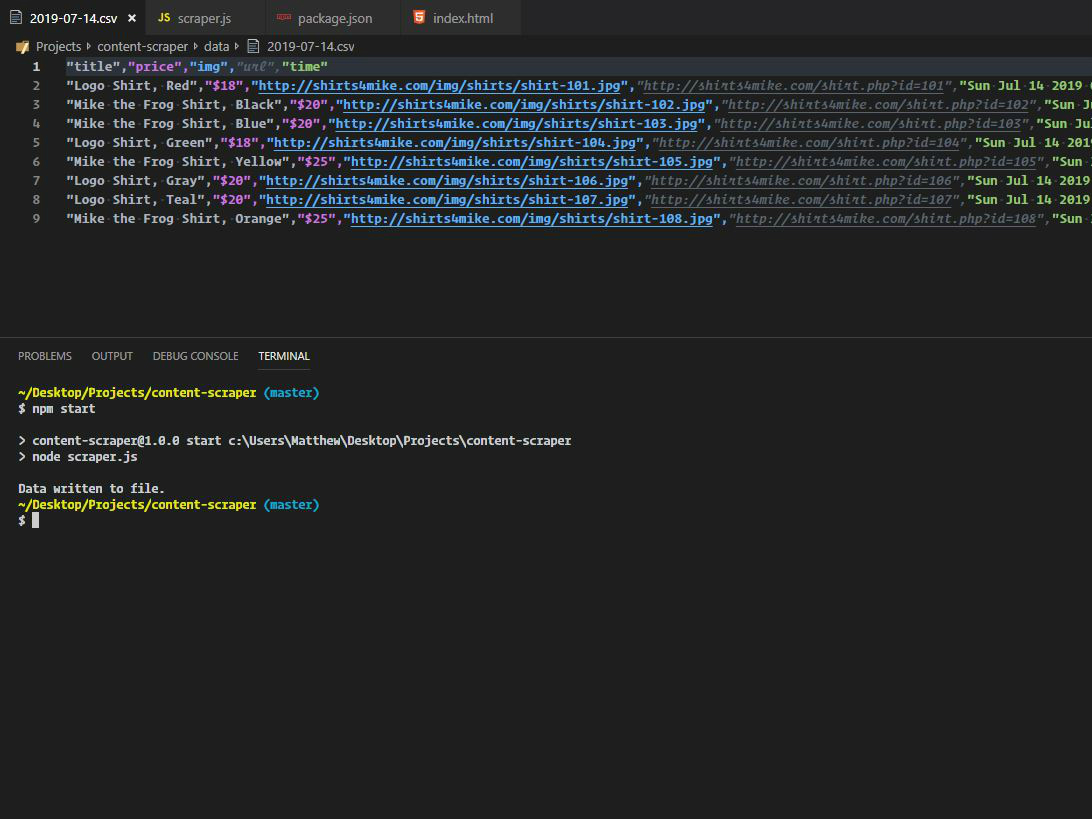 2019-07-14.csv × JS scraper.js package.json index.html
Projects content-scraper data 2019-07-14.csv
1 "title","price","img","url","time"
2 "Logo Shirt, Red","$18","http://shirts4mike.com/img/shirts/shirt-101.jpg","http://shirts4mike.com/shirt.php?id=101","Sun Jul 14 2019
3 "Mike the Frog Shirt, Black","$20","http://shirts4mike.com/img/shirts/shirt-102.jpg","http://shirts4mike.com/shirt.php?id=102","Sun
4 "Mike the Frog Shirt, Blue","$20","http://shirts4mike.com/img/shirts/shirt-103.jpg","http://shirts4mike.com/shirt.php?id=103","Sun Jul
5 "Logo Shirt, Green","$18","http://shirts4mike.com/img/shirts/shirt-104.jpg","http://shirts4mike.com/shirt.php?id=104","Sun Jul 14 2019
6 "Mike the Frog Shirt, Yellow","$25","http://shirts4mike.com/img/shirts/shirt-105.jpg","http://shirts4mike.com/shirt.php?id=105","Sun
7 "Logo Shirt, Gray","$20","http://shirts4mike.com/img/shirts/shirt-106.jpg","http://shirts4mike.com/shirt.php?id=106","Sun Jul 14 2019
8 "Logo Shirt, Teal","$20","http://shirts4mike.com/img/shirts/shirt-107.jpg","http://shirts4mike.com/shirt.php?id=107","Sun Jul 14 2019
9 "Mike the Frog Shirt, Orange","$25","http://shirts4mike.com/img/shirts/shirt-108.jpg","http://shirts4mike.com/shirt.php?id=108","Sun
PROBLEMS OUTPUT DEBUG CONSOLE TERMINAL
~/Desktop/Projects/content-scraper (master)
$ npm start
> content-scraper@1.0.0 start c:\Users\Matthew\Desktop\Projects\content-scraper
> node scraper.js
Data written to file.
~/Desktop/Projects/content-scraper (master)
$